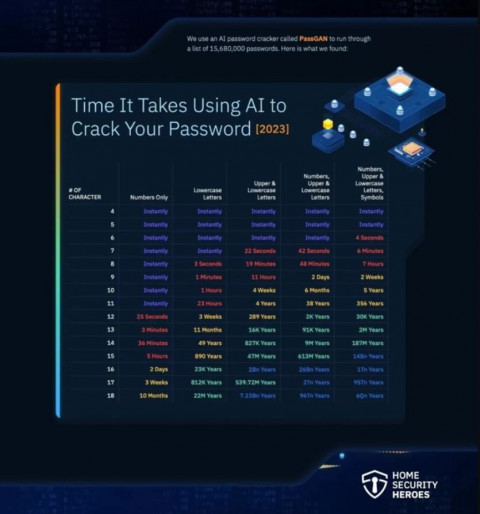 We use an AI password cracker called PassGAN to run through
a list of 15,680,000 passwords. Here is what we found:
Time It Takes Using AI to
Crack Your Password [2023]
# OF CHARACTER Numbers Only Lowercase Letters Upper & Lowercase Letters Numbers, Upper & Lowercase Letters Numbers, Upper & Lowercase Letters, Symbols
4 Instantly Instantly Instantly Instantly Instantly
5 Instantly Instantly Instantly Instantly Instantly
6 Instantly Instantly Instantly Instantly 4 Seconds
7 Instantly Instantly 22 Seconds 42 Seconds 6 Minutes
8 Instantly 3 Seconds 19 Minutes 48 Minutes 7 Hours
9 Instantly 1 Minutes 11 Hours 2 Days 2 Weeks
10 Instantly 1 Hours 4 Weeks 6 Months 5 Years
11 Instantly 23 Hours 4 Years 38 Years 356 Years
12 25 Seconds 3 Weeks 289 Years 2K Years 30K Years
13 3 Minutes 11 Months 16K Years 91K Years 2M Years
14 36 Minutes 49 Years 827K Years 9M Years 187M Years
15 5 Hours 890 Years 47M Years 613M Years 14Bn Years
16 2 Days 23K Years 2Bn Years 26Bn Years 1Tn Years
17 3 Weeks 812K Years 539.72M Years 2Tn Years 95Tn Years
18 10 Months 22M Years 7.23Bn Years 96Tn Years 6Qn Years
HOME
SECURITY
HEROES